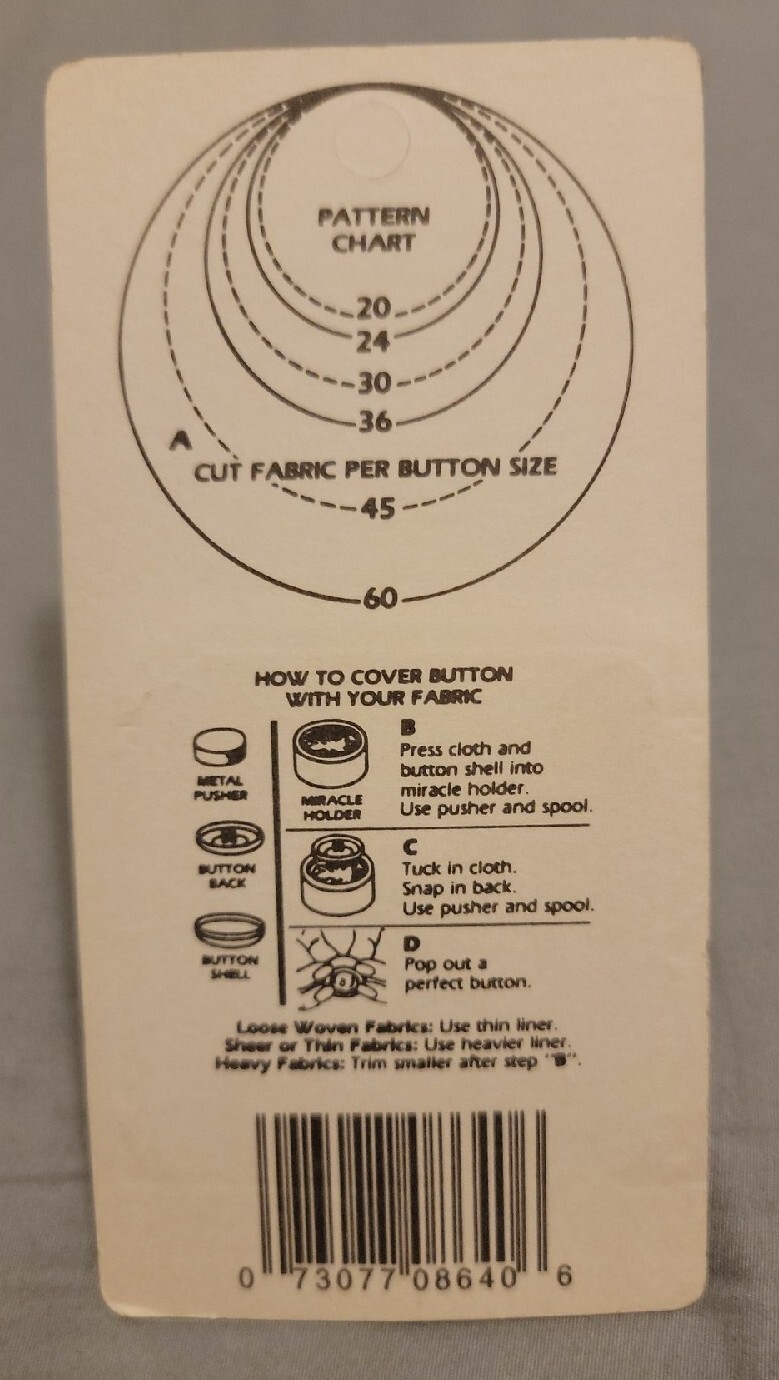 PATTERN
CHART
20
24
30
36
A
CUT FABRIC PER BUTTON SIZE
45
60
HOW TO COVER BUTTON
WITH YOUR FABRIC
METAL
PUSHER
BUTTON
BACK
BUTTON
SHELL
MIRACLE
HOLDER
B
Press cloth and
button shell into
miracle holder.
Use pusher and spool.
C
Tuck in cloth.
Snap in back.
Use pusher and spool.
D
Pop out a
perfect button.
Loose Woven Fabrics: Use thin liner.
Sheer or Thin Fabrics: Use heavier liner.
Heavy Fabrics: Trim smaller after step "B".
0 73077 08640 6